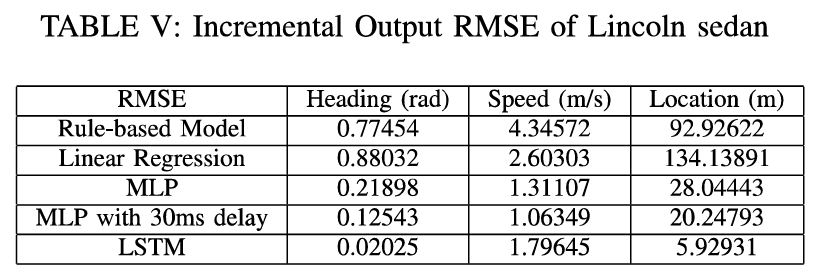 TABLE V: Incremental Output RMSE of Lincoln sedan
RMSE Heading (rad) Speed (m/s) Location (m)
Rule-based Model 0.77454 4.34572 92.92622
Linear Regression 0.88032 2.60303 134.13891
MLP 0.21898 1.31107 28.04443
MLP with 30ms delay 0.12543 1.06349 20.24793
LSTM 0.02025 1.79645 5.92931